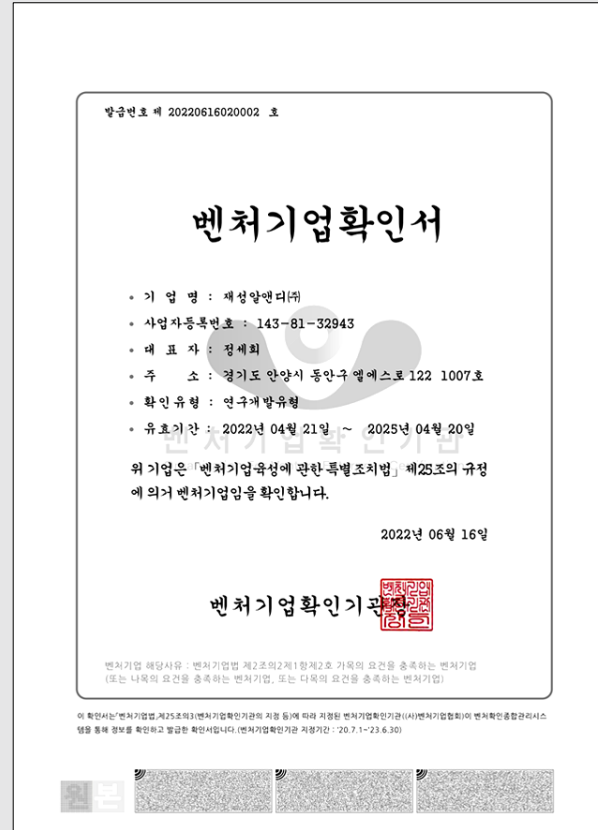 발급번호 제 20220616020002 호
벤처기업확인서
• 기 업 명 : 재성알앤디㈜
• 사업자등록번호 : 143-81-32943
• 대 표 자 : 정세희
• 주 소 : 경기도 안양시 동안구 엘에스로 122 1007호
• 확인유형 : 연구개발유형
• 유효기간 : 2022년 04월 21일 ~ 2025년 04월 20일
벤처기업확인기관
위 기업은 「벤처기업육성에 관한 특별조치법」 제25조의 규정
에 의거 벤처기업임을 확인합니다.
2022년 06월 16일
벤처기업확인기관장
벤처기업 해당사유 : 벤처기업법 제2조의2제1항제2호 가목의 요건을 충족하는 벤처기업
(또는 나목의 요건을 충족하는 벤처기업, 또는 다목의 요건을 충족하는 벤처기업)
이 확인서는「벤처기업법」제25조의3(벤처기업확인기관의 지정 등)에 따라 지정된 벤처기업확인기관((사)벤처기업협회)이 벤처확인종합관리시스
템을 통해 정보를 확인하고 발급한 확인서입니다.(벤처기업확인기관 지정기간 : '20.7.1~'23.6.30)
원본